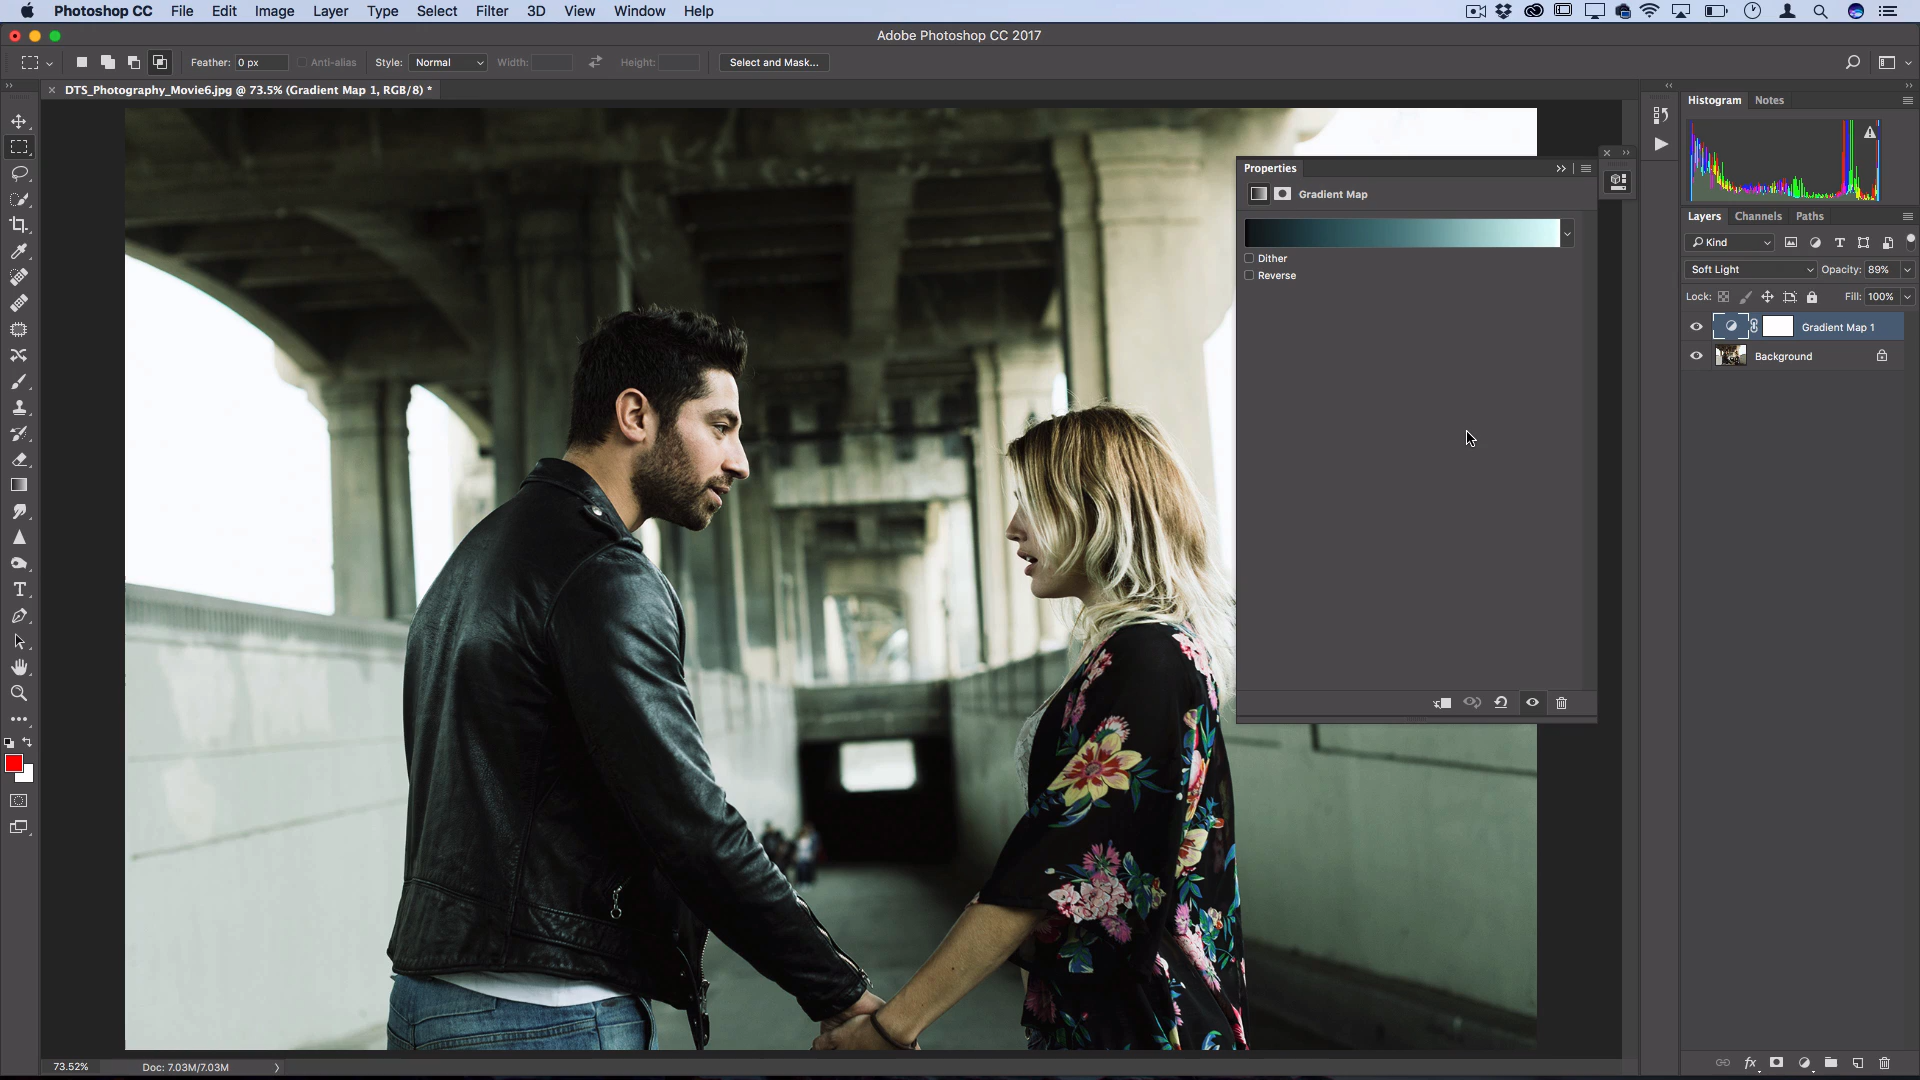 Photoshop CC File Edit Image Layer Type Select Filter 3D View Window Help
Adobe Photoshop CC 2017
Feather: 0 px Anti-alias Style: Normal Width: Height: Select and Mask...
DTS_Photography_Movie6.jpg @ 73.5% (Gradient Map 1, RGB/8) *
Histogram Notes
Properties
Gradient Map
Dither
Reverse
Layers Channels Paths
Kind
Soft Light Opacity: 89%
Lock: Fill: 100%
Gradient Map 1
Background
73.52% Doc: 7.03M/7.03M